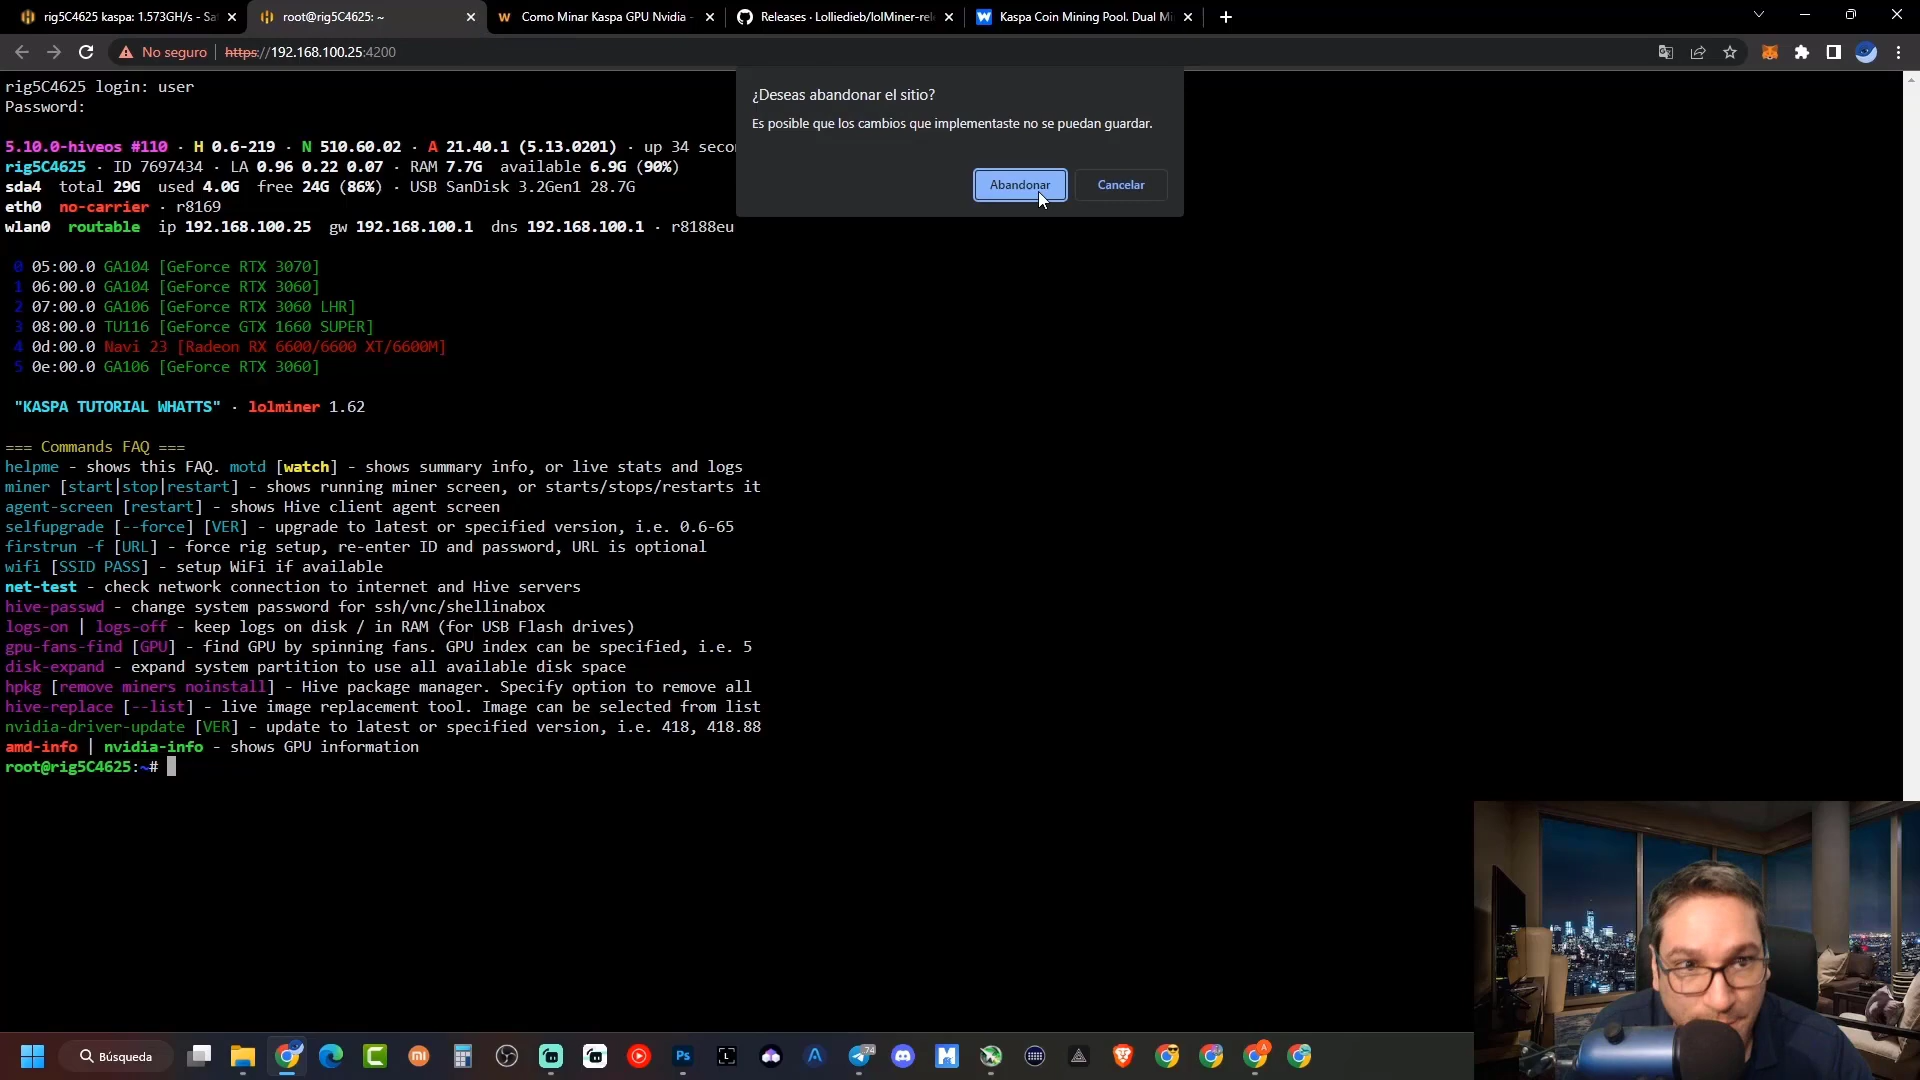 rig5C4625 kaspa: 1.573GH/s - Sa
root@rig5C4625: ~
Como Minar Kaspa GPU Nvidia -
Releases · Lolliedieb/lolMiner-rel
Kaspa Coin Mining Pool. Dual Mi
No seguro
https://192.168.100.25:4200
¿Deseas abandonar el sitio?
Es posible que los cambios que implementaste no se puedan guardar.
Abandonar
Cancelar
rig5C4625 login: user
Password:
5.10.0-hiveos #110 · H 0.6-219 · N 510.60.02 · A 21.40.1 (5.13.0201) · up 34 seco
rig5C4625 · ID 7697434 · LA 0.96 0.22 0.07 · RAM 7.7G available 6.9G (90%)
sda4 total 29G used 4.0G free 24G (86%) · USB SanDisk 3.2Gen1 28.7G
eth0 no-carrier · r8169
wlan0 routable ip 192.168.100.25 gw 192.168.100.1 dns 192.168.100.1 · r8188eu
0 05:00.0 GA104 [GeForce RTX 3070]
1 06:00.0 GA104 [GeForce RTX 3060]
2 07:00.0 GA106 [GeForce RTX 3060 LHR]
3 08:00.0 TU116 [GeForce GTX 1660 SUPER]
4 0d:00.0 Navi 23 [Radeon RX 6600/6600 XT/6600M]
5 0e:00.0 GA106 [GeForce RTX 3060]
"KASPA TUTORIAL WHATTS" · lolminer 1.62
=== Commands FAQ ===
helpme - shows this FAQ. motd [watch] - shows summary info, or live stats and logs
miner [start|stop|restart] - shows running miner screen, or starts/stops/restarts it
agent-screen [restart] - shows Hive client agent screen
selfupgrade [--force] [VER] - upgrade to latest or specified version, i.e. 0.6-65
firstrun -f [URL] - force rig setup, re-enter ID and password, URL is optional
wifi [SSID PASS] - setup WiFi if available
net-test - check network connection to internet and Hive servers
hive-passwd - change system password for ssh/vnc/shellinabox
logs-on | logs-off - keep logs on disk / in RAM (for USB Flash drives)
gpu-fans-find [GPU] - find GPU by spinning fans. GPU index can be specified, i.e. 5
disk-expand - expand system partition to use all available disk space
hpkg [remove miners noinstall] - Hive package manager. Specify option to remove all
hive-replace [--list] - live image replacement tool. Image can be selected from list
nvidia-driver-update [VER] - update to latest or specified version, i.e. 418, 418.88
amd-info | nvidia-info - shows GPU information
root@rig5C4625:~#
Búsqueda